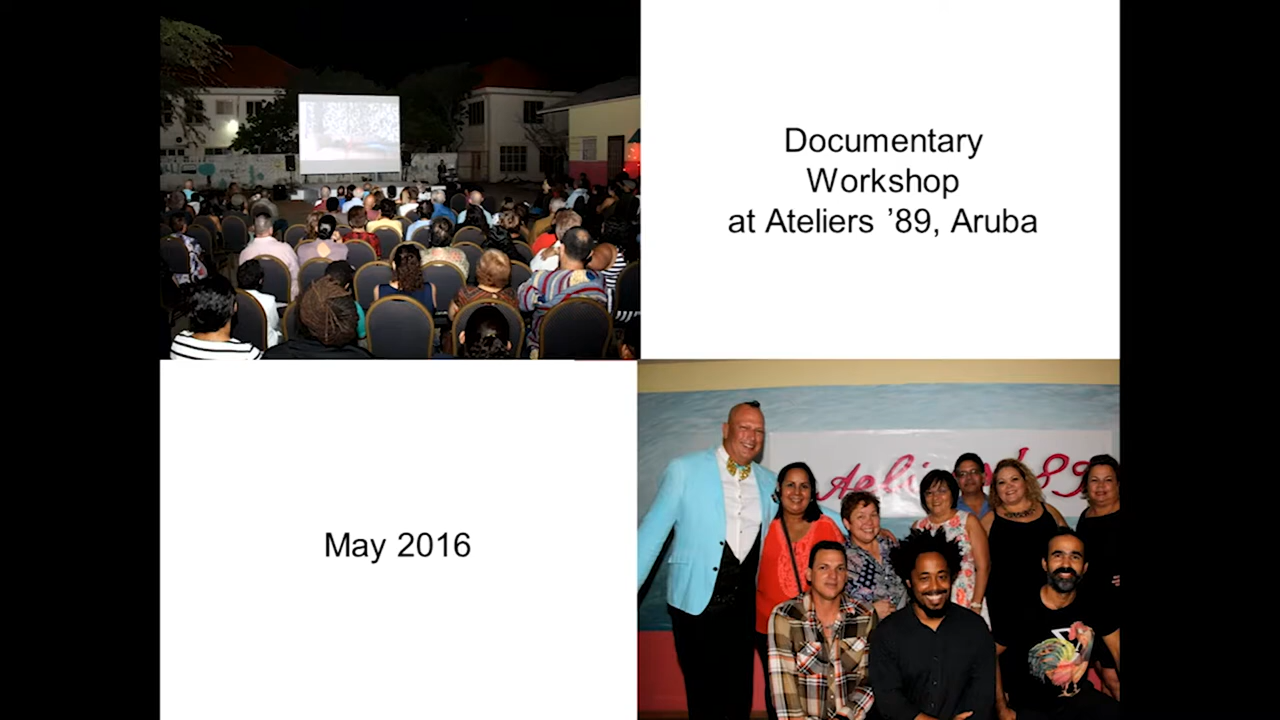 Documentary
Workshop
at Ateliers ’89, Aruba
May 2016